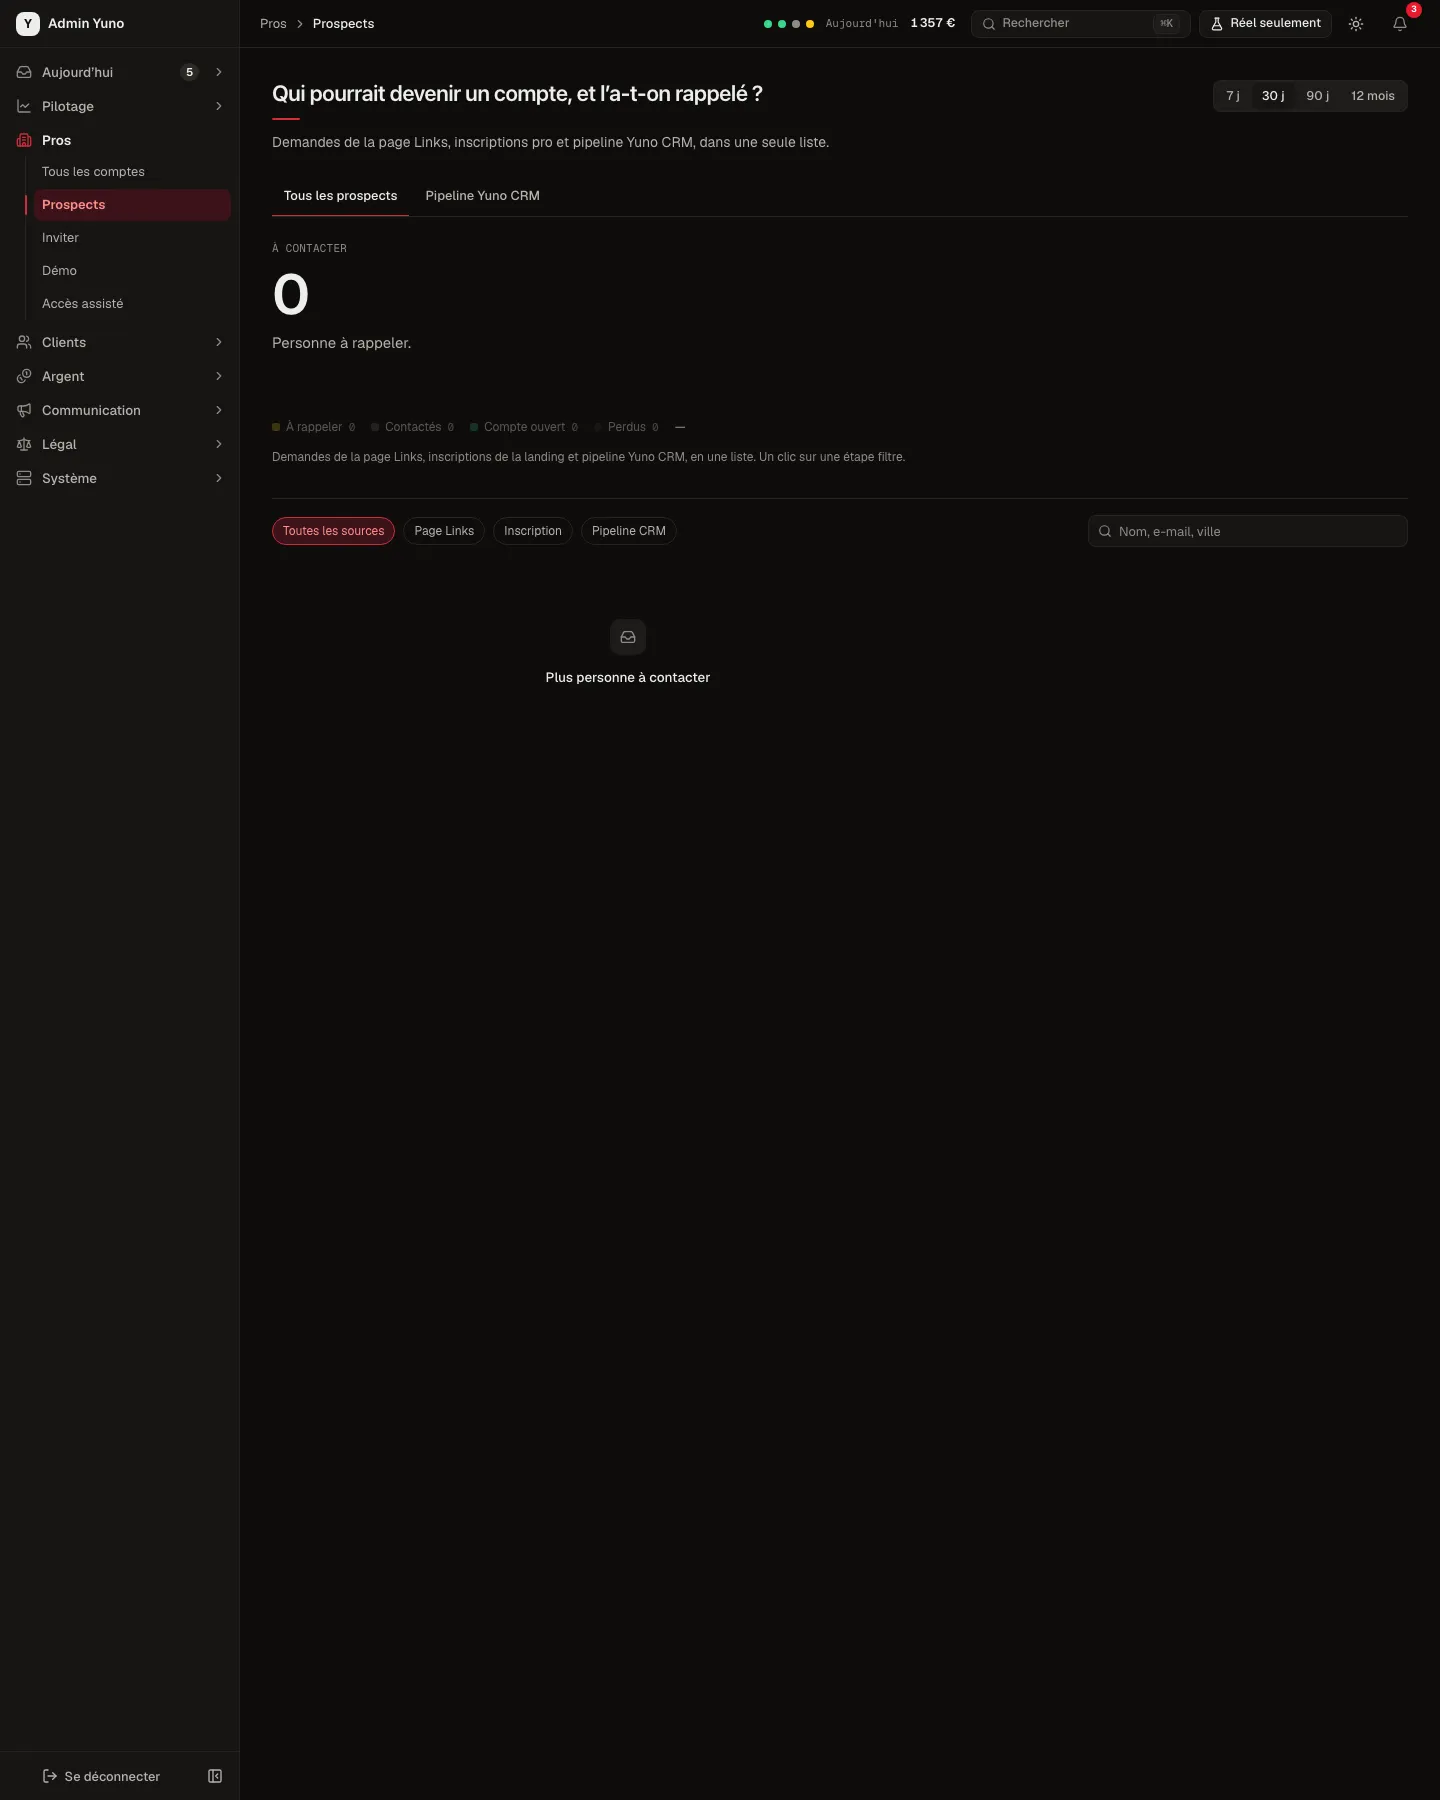 Y Admin Yuno
Pros > Prospects
Aujourd'hui 1 357 €
Rechercher ⌘K
Réel seulement
3
Aujourd’hui 5
Pilotage
Pros
Tous les comptes
Prospects
Inviter
Démo
Accès assisté
Clients
Argent
Communication
Légal
Système
Se déconnecter
Qui pourrait devenir un compte, et l’a-t-on rappelé ?
7 j 30 j 90 j 12 mois
Demandes de la page Links, inscriptions pro et pipeline Yuno CRM, dans une seule liste.
Tous les prospects Pipeline Yuno CRM
À CONTACTER
0
Personne à rappeler.
À rappeler 0 Contactés 0 Compte ouvert 0 Perdus 0 —
Demandes de la page Links, inscriptions de la landing et pipeline Yuno CRM, en une liste. Un clic sur une étape filtre.
Toutes les sources Page Links Inscription Pipeline CRM
Nom, e-mail, ville
Plus personne à contacter